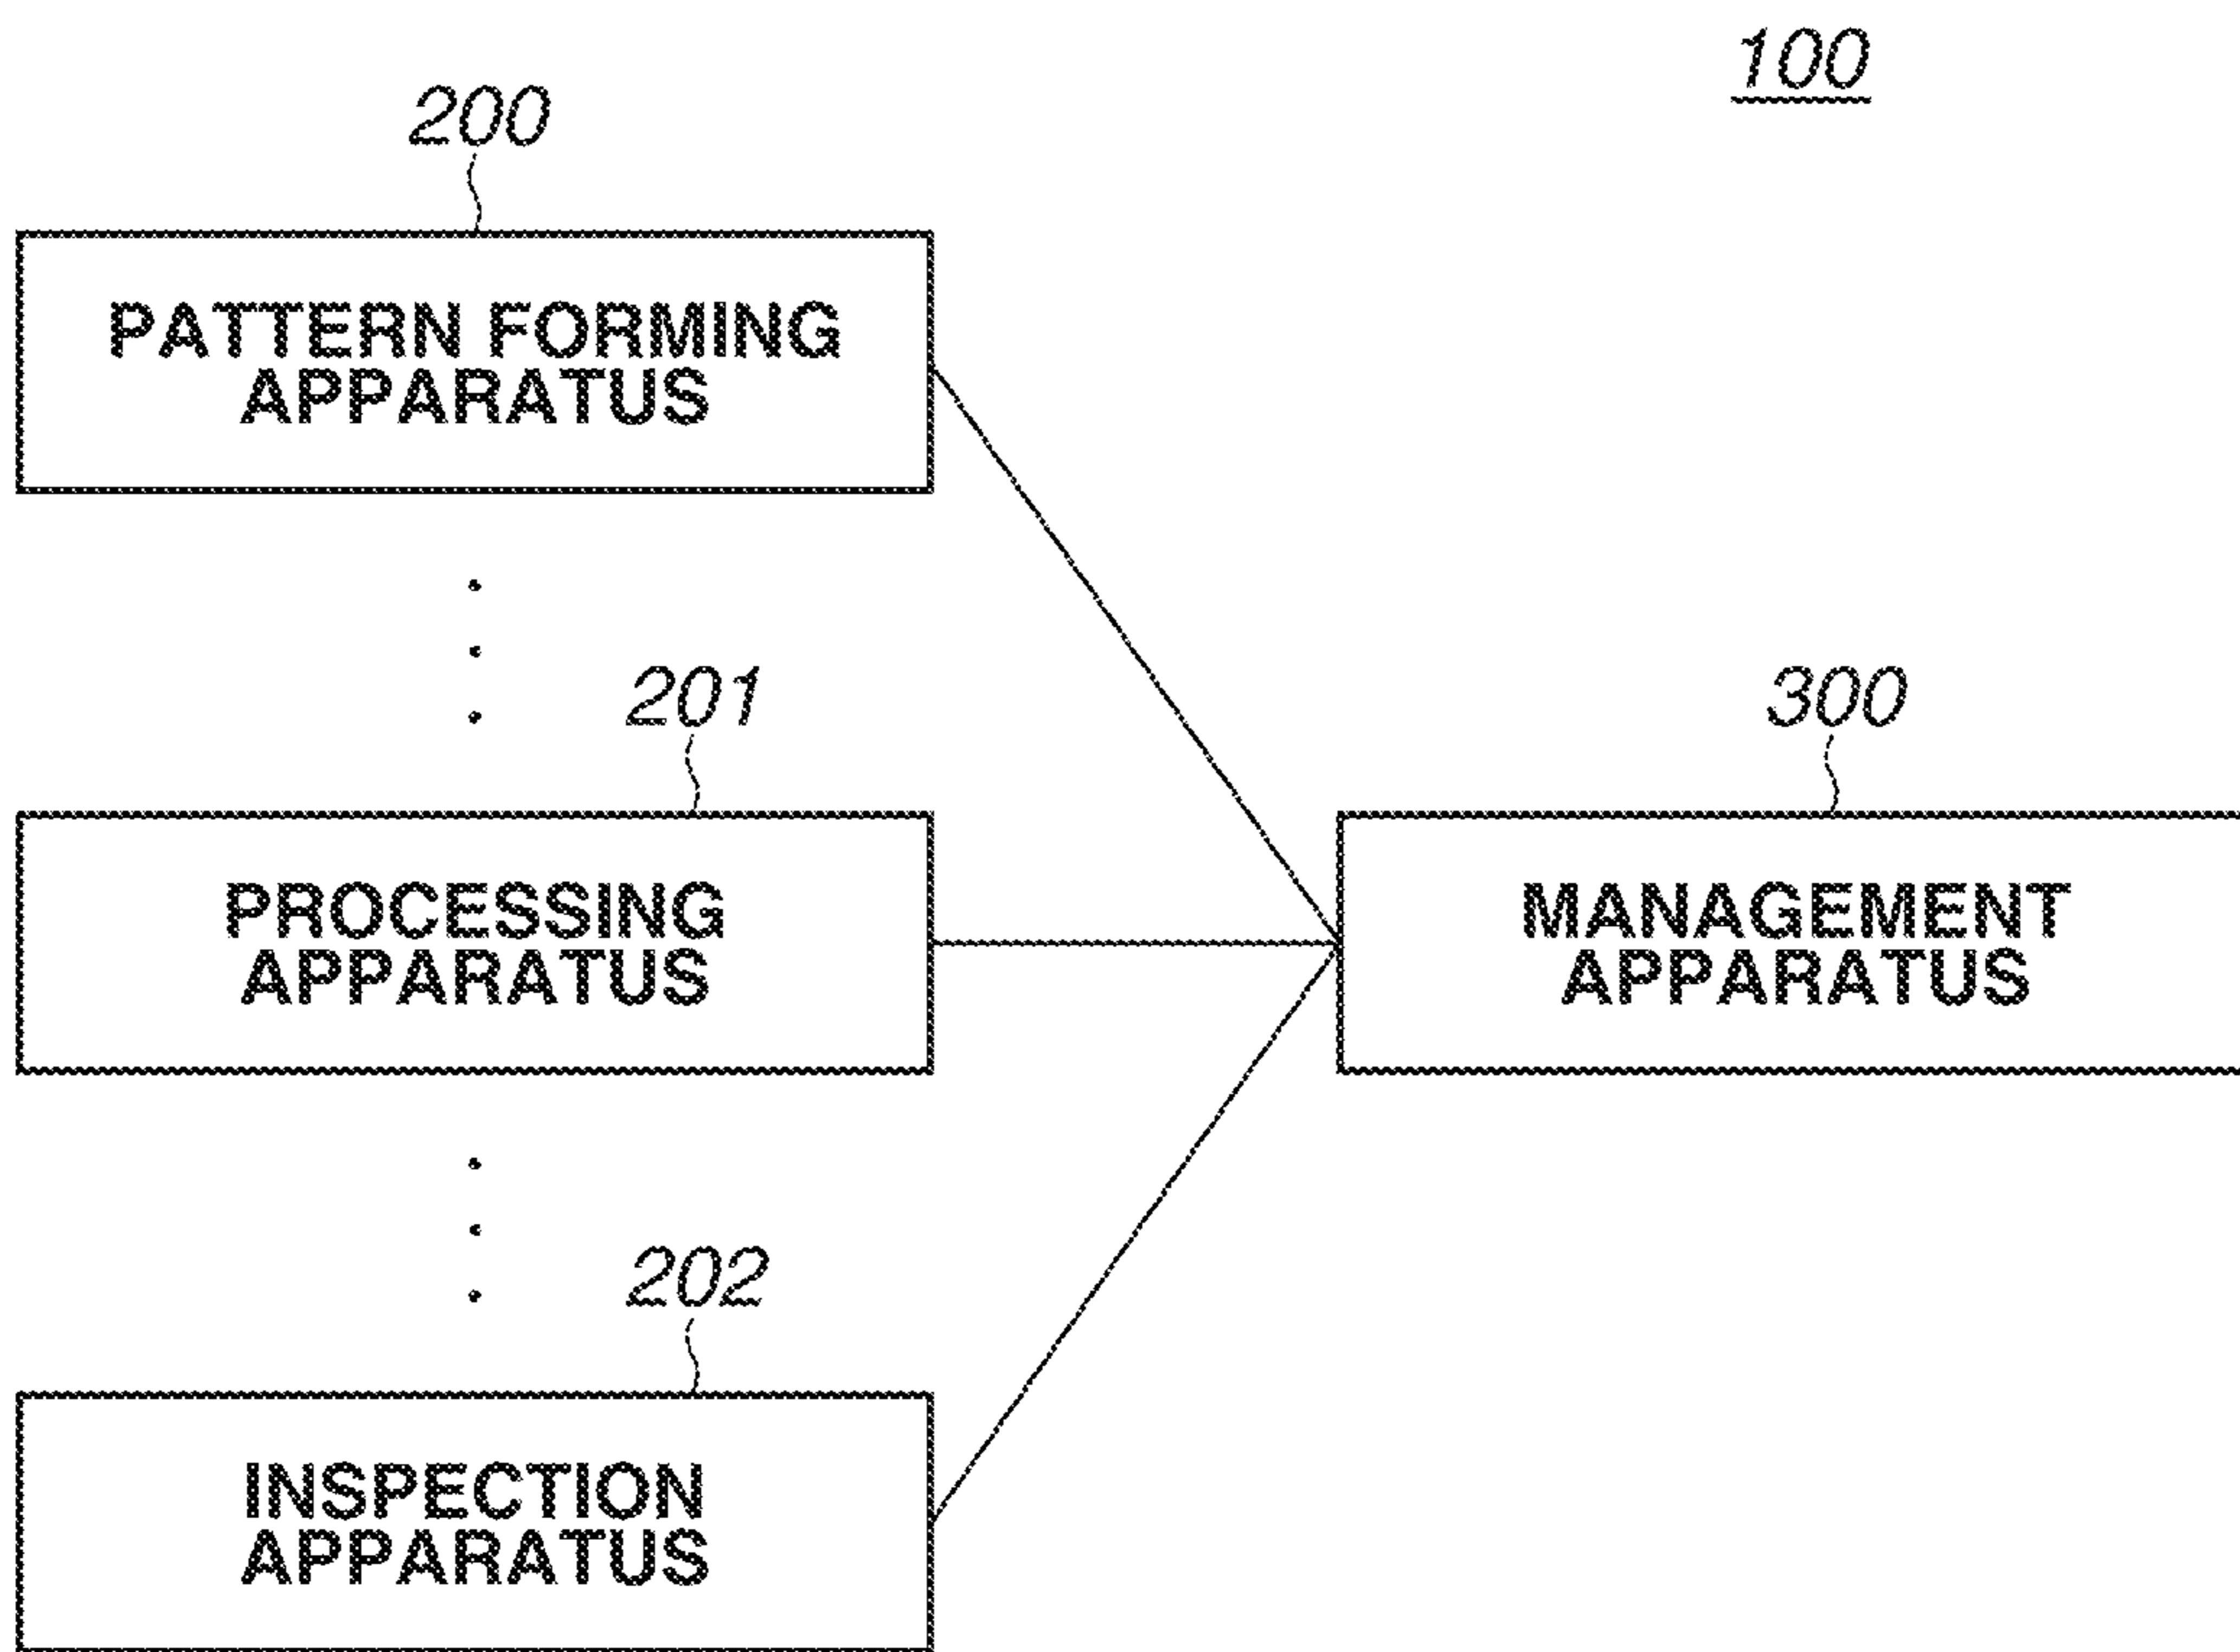 100
200
PATTERN FORMING
APPARATUS
201
300
PROCESSING
APPARATUS
MANAGEMENT
APPARATUS
202
INSPECTION
APPARATUS